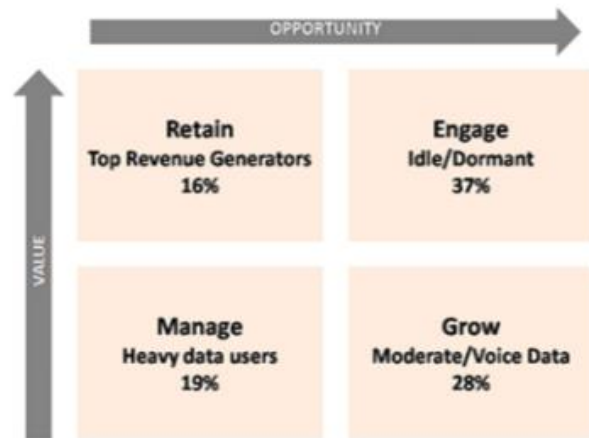 OPPORTUNITY
VALUE
Retain
Top Revenue Generators
16%
Engage
Idle/Dormant
37%
Manage
Heavy data users
19%
Grow
Moderate/Voice Data
28%